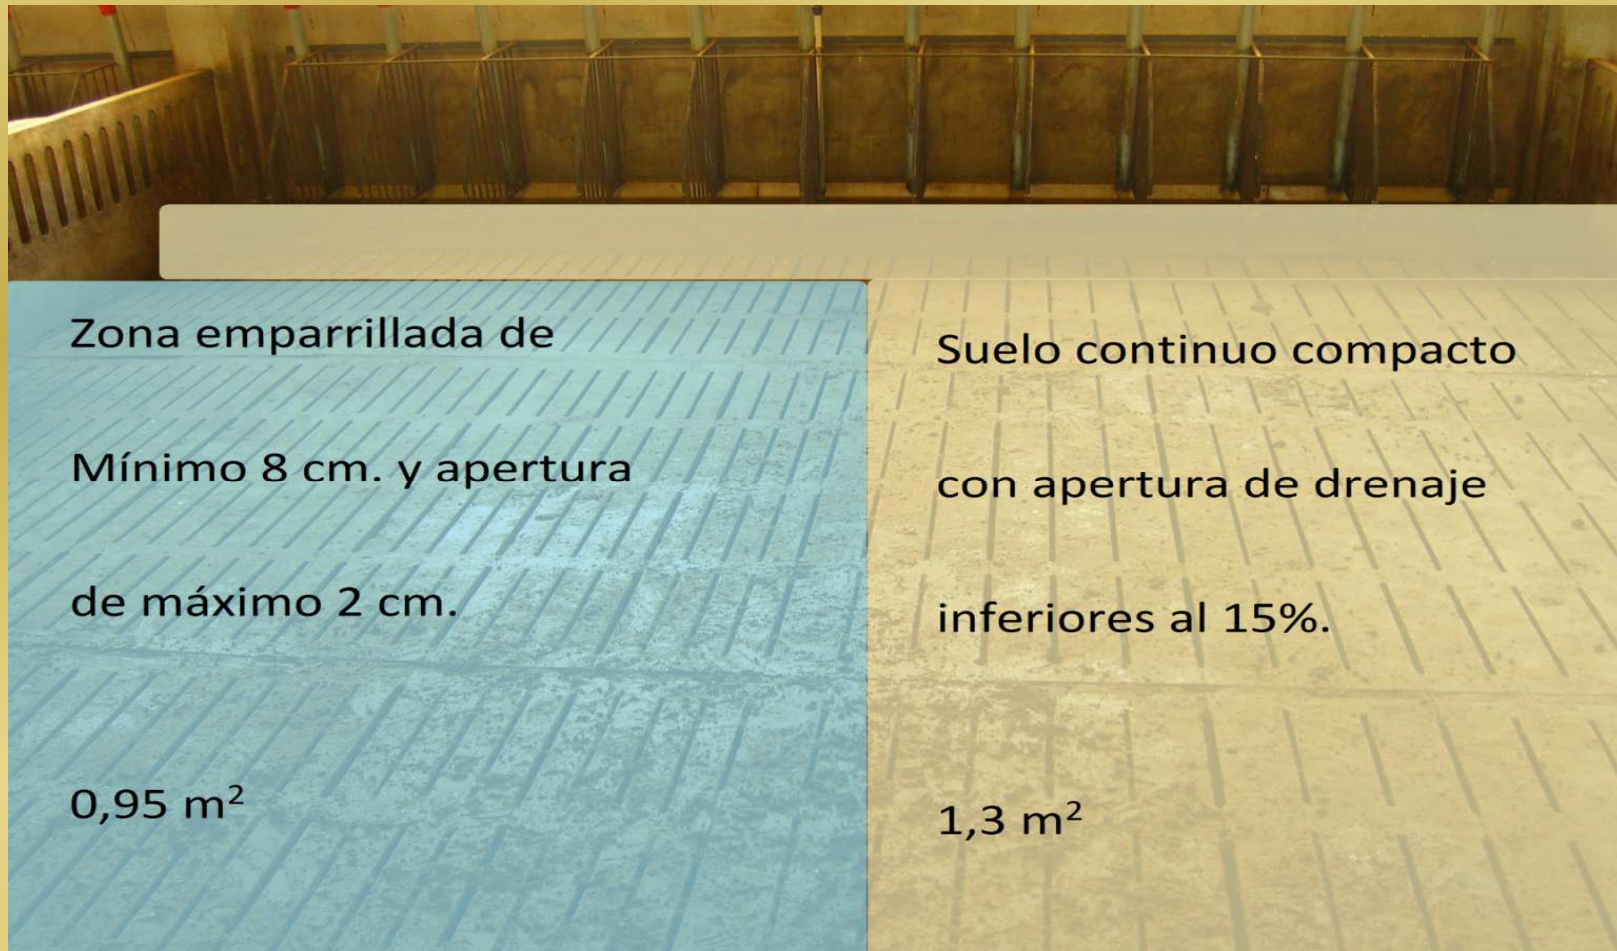 Zona emparrillada de
Mínimo 8 cm. y apertura
de máximo 2 cm.
0,95 m²
Suelo continuo compacto
con apertura de drenaje
inferiores al 15%.
1,3 m²